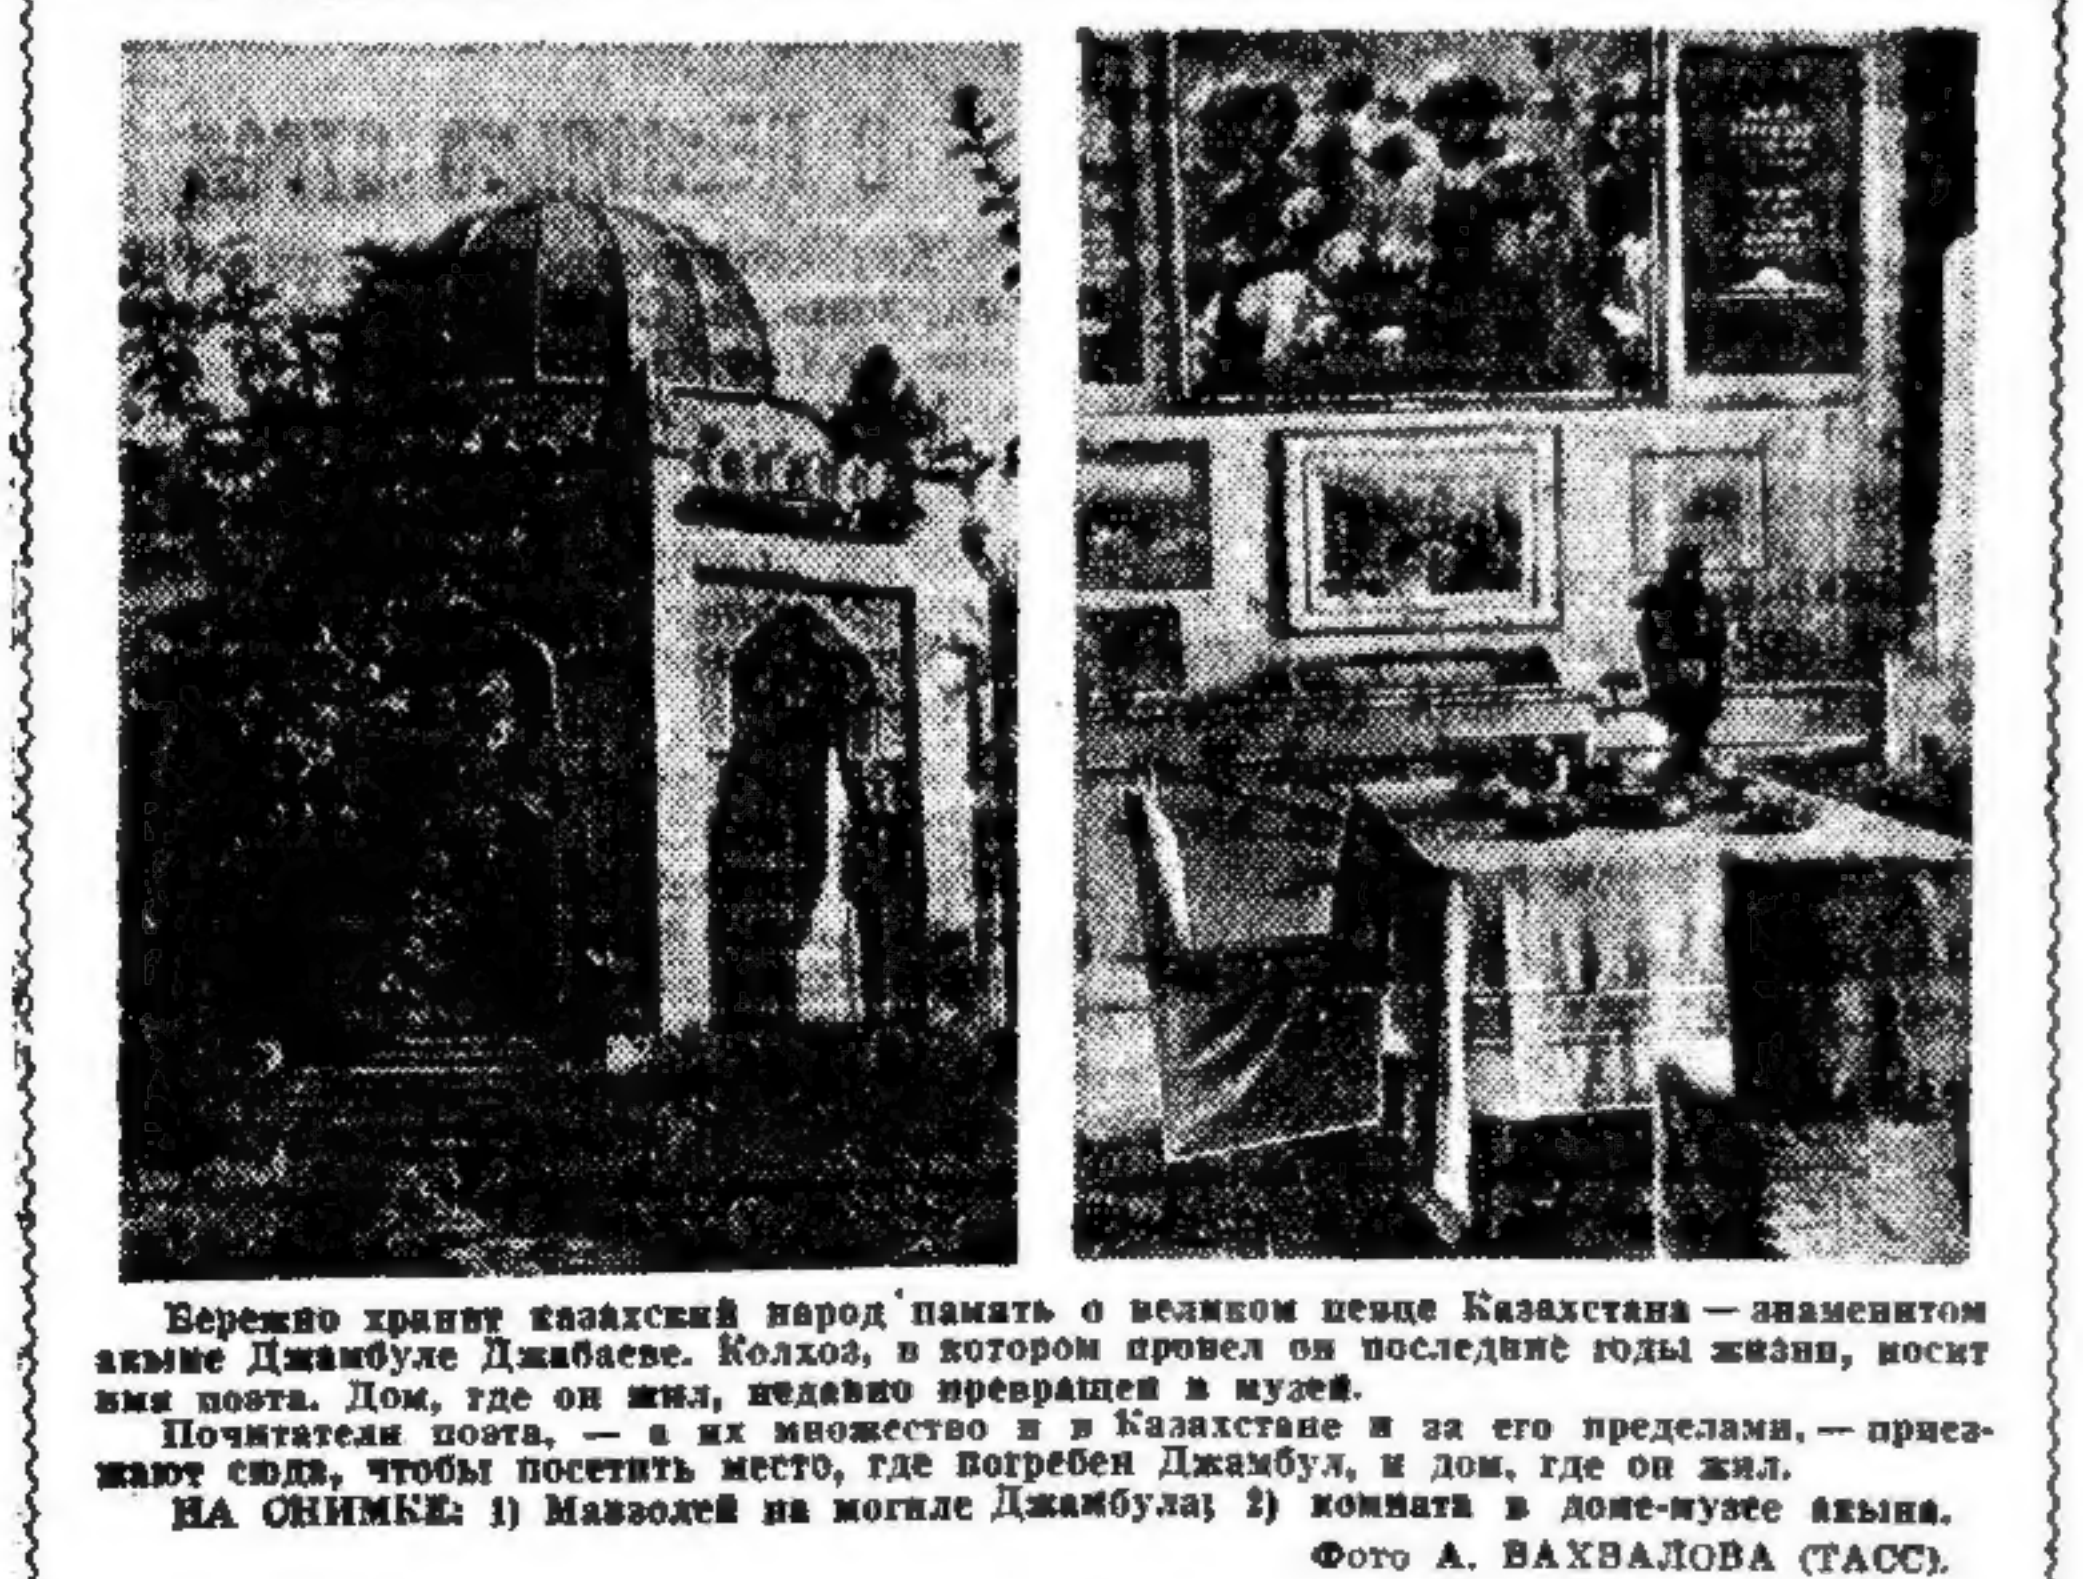 Бережно хранит казахский народ память о великом певце Казахстана — знаменитом
акыне Джамбуле Джабаеве. Колхоз, в котором провел он последние годы жизни, носит
имя поэта. Дом, где он жил, недавно превращен в музей.
Почитатели поэта, — а их множество и в Казахстане и за его пределами, — приез-
жают сюда, чтобы посетить место, где погребен Джамбул, и дом, где он жил.
НА СНИМКЕ: 1) Мавзолей на могиле Джамбула; 2) комната в доме-музее акына.
Фото А. ВАХВАЛОВА (ТАСС).